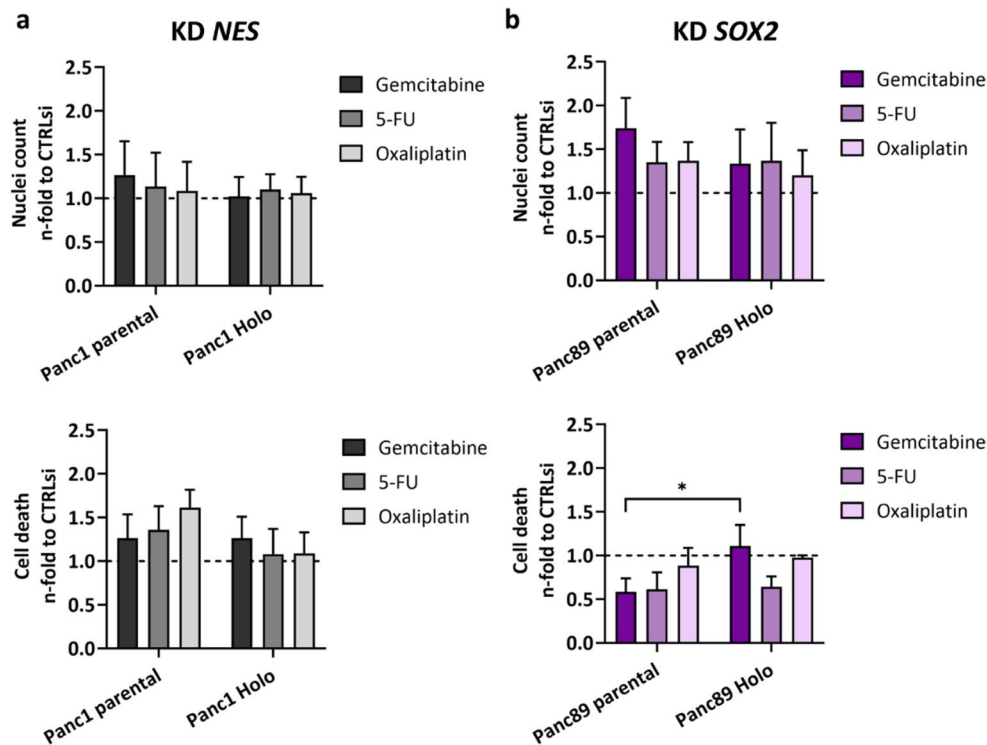 a
KD NES
Nuclei count
n-fold to CTRLsi
2.5
2.0
1.5
1.0
0.5
0.0
Panc1 parental
Panc1 Holo
Gemcitabine
5-FU
Oxaliplatin
b
KD SOX2
Nuclei count
n-fold to CTRLsi
2.5
2.0
1.5
1.0
0.5
0.0
Panc89 parental
Panc89 Holo
Gemcitabine
5-FU
Oxaliplatin
Cell death
n-fold to CTRLsi
2.5
2.0
1.5
1.0
0.5
0.0
Panc1 parental
Panc1 Holo
Gemcitabine
5-FU
Oxaliplatin
Cell death
n-fold to CTRLsi
2.5
2.0
1.5
1.0
0.5
0.0
*
Panc89 parental
Panc89 Holo
Gemcitabine
5-FU
Oxaliplatin